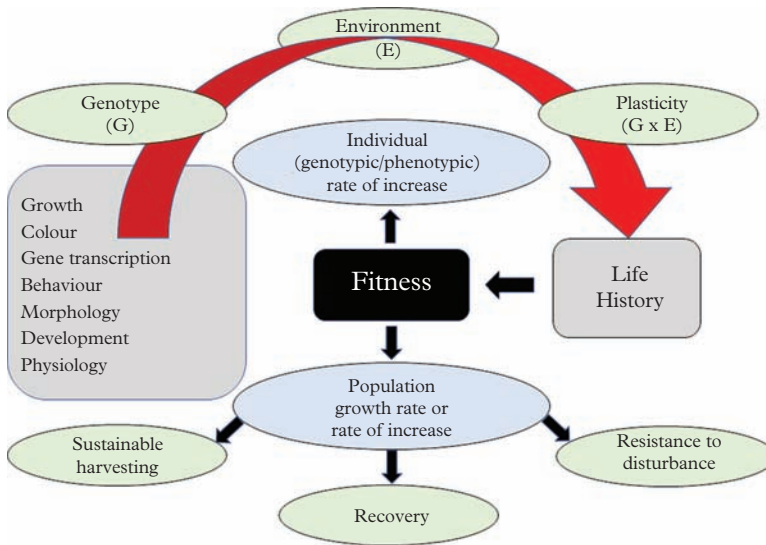 Environment
(E)
Genotype
(G)
Plasticity
(G x E)
Individual
(genotypic/phenotypic)
rate of increase
Growth
Colour
Gene transcription
Behaviour
Morphology
Development
Physiology
Fitness
Life
History
Population
growth rate or
rate of increase
Sustainable
harvesting
Resistance to
disturbance
Recovery